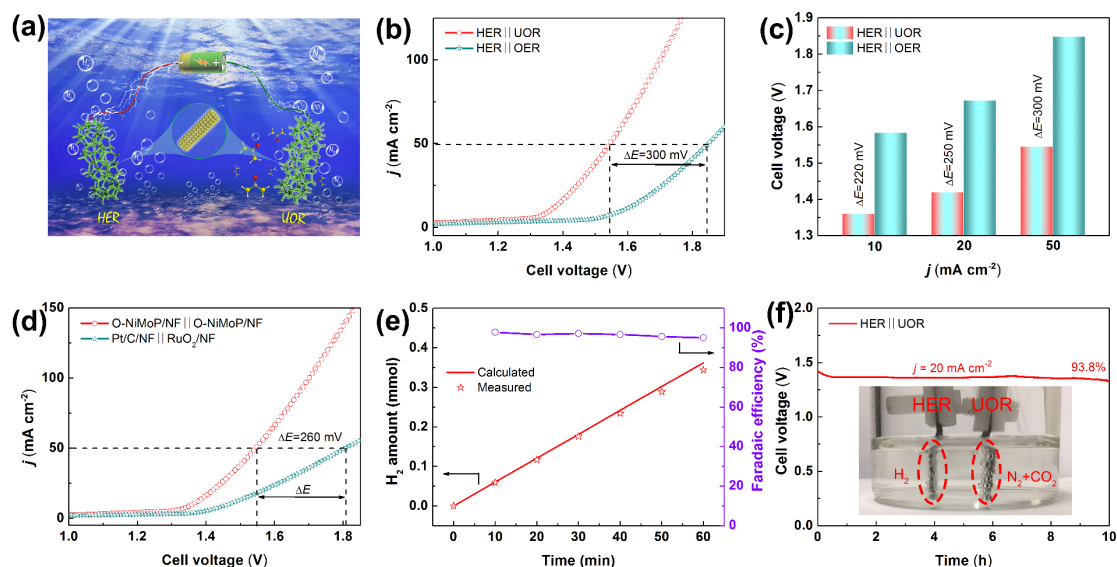 (a)
H2
N2
H2
N2
CO2
HER
UOR
(b)
HER||UOR
HER||OER
ΔE=300 mV
100
50
0
1.0
1.2
1.4
1.6
1.8
j (mA cm-2)
Cell voltage (V)
(c)
HER||UOR
HER||OER
ΔE=220 mV
ΔE=250 mV
ΔE=300 mV
1.9
1.8
1.7
1.6
1.5
1.4
1.3
10
20
50
Cell voltage (V)
j (mA cm-2)
(d)
O-NiMoP/NF||O-NiMoP/NF
Pt/C/NF||RuO2/NF
ΔE=260 mV
ΔE
150
100
50
0
1.0
1.2
1.4
1.6
1.8
j (mA cm-2)
Cell voltage (V)
(e)
Calculated
Measured
0.5
0.4
0.3
0.2
0.1
0.0
0
10
20
30
40
50
60
100
80
60
40
20
0
H2 amount (mmol)
Faradaic efficiency (%)
Time (min)
(f)
HER||UOR
j = 20 mA cm-2
93.8%
HER
UOR
H2
N2+CO2
2.0
1.5
1.0
0.5
0.0
0
2
4
6
8
10
Cell voltage (V)
Time (h)